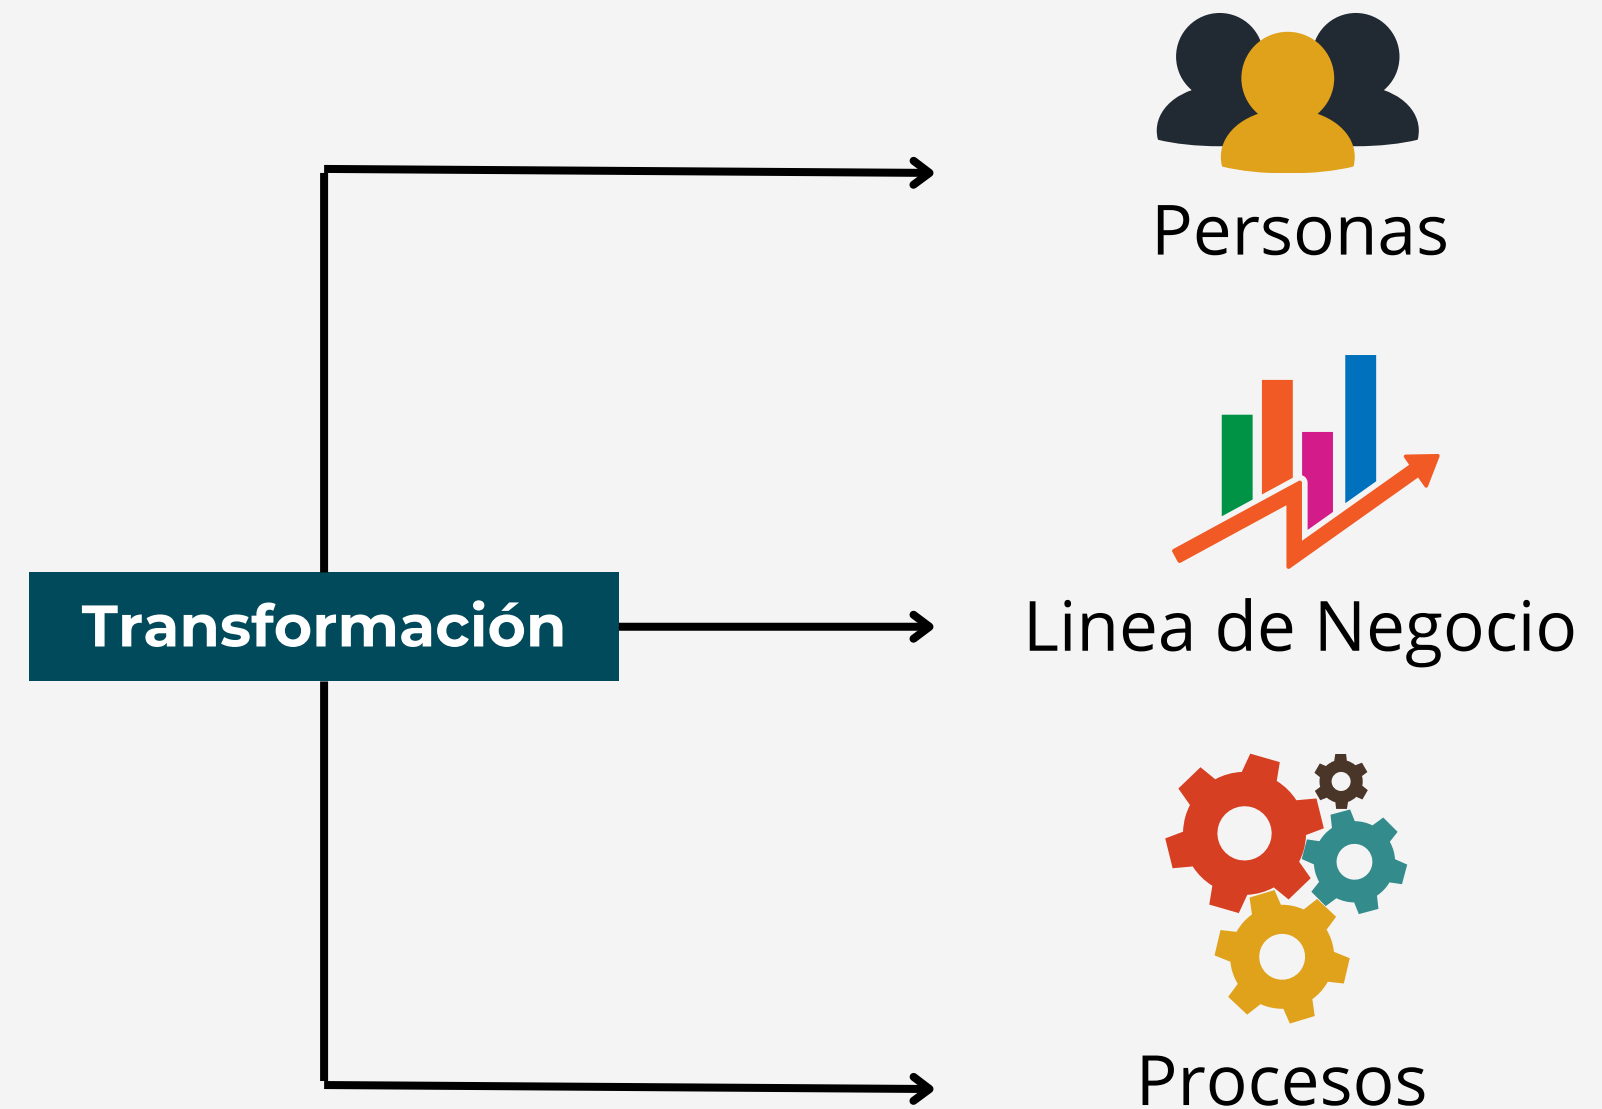 Personas
Transformación
Linea de Negocio
Procesos